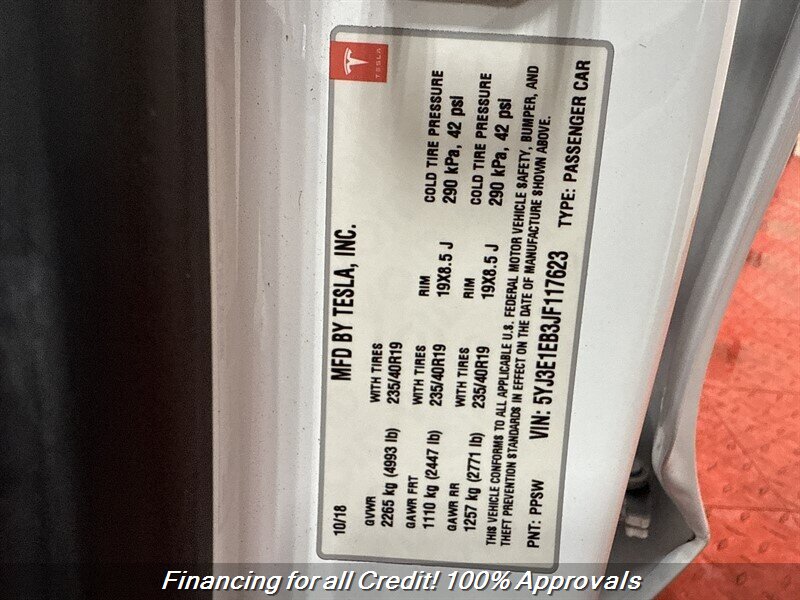 TESLA
10/18 MFD BY TESLA, INC.
GVWR WITH TIRES RIM COLD TIRE PRESSURE
2265 kg (4993 lb) 235/40R19
GAWR FRT WITH TIRES RIM COLD TIRE PRESSURE
1110 kg (2447 lb) 235/40R19 19X8.5 J 290 kPa, 42 psi
GAWR RR WITH TIRES RIM COLD TIRE PRESSURE
1257 kg (2771 lb) 235/40R19 19X8.5 J 290 kPa, 42 psi
THIS VEHICLE CONFORMS TO ALL APPLICABLE U.S. FEDERAL MOTOR VEHICLE SAFETY, BUMPER, AND
THEFT PREVENTION STANDARDS IN EFFECT ON THE DATE OF MANUFACTURE SHOWN ABOVE.
PNT: PPSW VIN: 5YJ3E1EB3JF117623 TYPE: PASSENGER CAR
Financing for all Credit! 100% Approvals